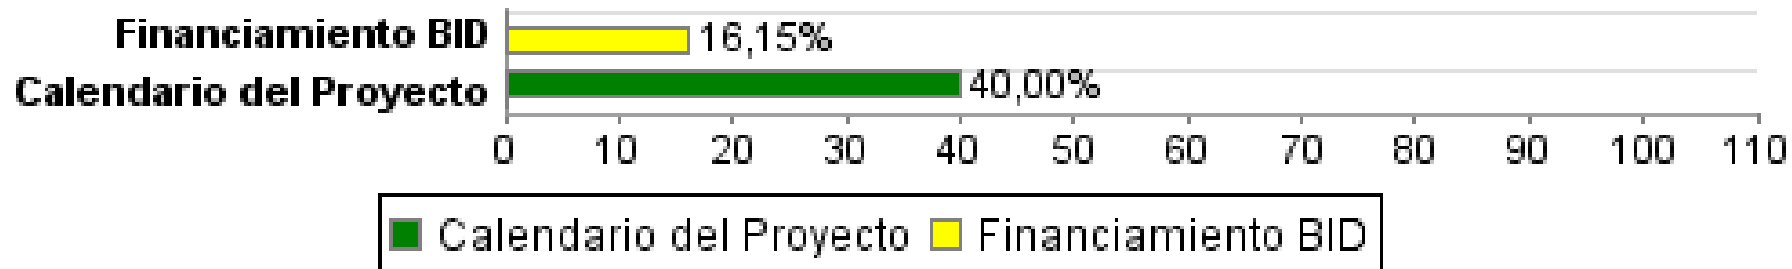 Financiamiento BID 16,15%
Calendario del Proyecto 40,00%
0 10 20 30 40 50 60 70 80 90 100 110
Calendario del Proyecto Financiamiento BID